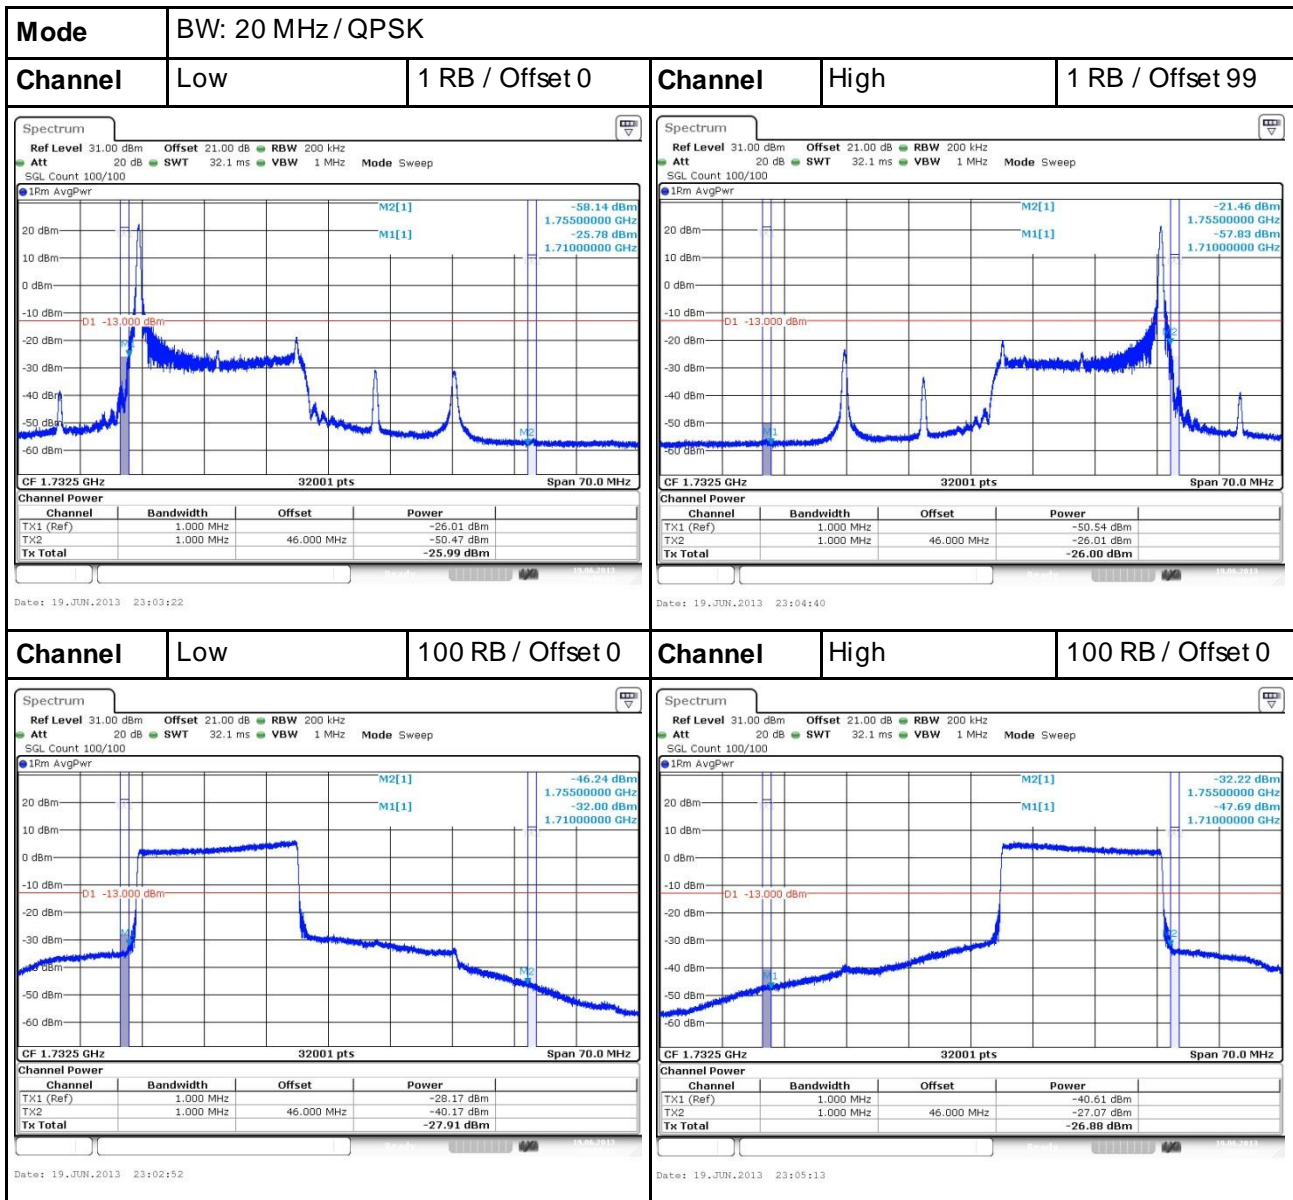 Mode BW: 20 MHz / QPSK
Channel Low 1 RB / Offset 0 Channel High 1 RB / Offset 99
Spectrum
Ref Level 31.00 dBm Offset 21.00 dB RBW 200 kHz
Att 20 dB SWT 32.1 ms VBW 1 MHz Mode Sweep
SGL Count 100/100
1Rm AvgPwr
M2[1] -58.14 dBm
1.75500000 GHz
20 dBm
M1[1] -25.78 dBm
1.71000000 GHz
10 dBm
0 dBm
-10 dBm
D1 -13.000 dBm
-20 dBm
-30 dBm
-40 dBm
-50 dBm
M2
-60 dBm
CF 1.7325 GHz 32001 pts Span 70.0 MHz
Channel Power
Channel Bandwidth Offset Power
TX1 (Ref) 1.000 MHz -26.01 dBm
TX2 1.000 MHz 46.000 MHz -50.47 dBm
Tx Total -25.99 dBm
19.06.2013
Date: 19.JUN.2013 23:03:22
Spectrum
Ref Level 31.00 dBm Offset 21.00 dB RBW 200 kHz
Att 20 dB SWT 32.1 ms VBW 1 MHz Mode Sweep
SGL Count 100/100
1Rm AvgPwr
M2[1] -21.46 dBm
1.75500000 GHz
20 dBm
M1[1] -57.83 dBm
1.71000000 GHz
10 dBm
0 dBm
-10 dBm
D1 -13.000 dBm
-20 dBm
M2
-30 dBm
-40 dBm
-50 dBm
M1
-60 dBm
CF 1.7325 GHz 32001 pts Span 70.0 MHz
Channel Power
Channel Bandwidth Offset Power
TX1 (Ref) 1.000 MHz -50.54 dBm
TX2 1.000 MHz 46.000 MHz -26.01 dBm
Tx Total -26.00 dBm
19.06.2013
Date: 19.JUN.2013 23:04:40
Channel Low 100 RB / Offset 0 Channel High 100 RB / Offset 0
Spectrum
Ref Level 31.00 dBm Offset 21.00 dB RBW 200 kHz
Att 20 dB SWT 32.1 ms VBW 1 MHz Mode Sweep
SGL Count 100/100
1Rm AvgPwr
M2[1] -46.24 dBm
1.75500000 GHz
20 dBm
M1[1] -32.00 dBm
1.71000000 GHz
10 dBm
0 dBm
-10 dBm
D1 -13.000 dBm
-20 dBm
-30 dBm
-40 dBm
M2
-50 dBm
-60 dBm
CF 1.7325 GHz 32001 pts Span 70.0 MHz
Channel Power
Channel Bandwidth Offset Power
TX1 (Ref) 1.000 MHz -28.17 dBm
TX2 1.000 MHz 46.000 MHz -40.17 dBm
Tx Total -27.91 dBm
19.06.2013
Date: 19.JUN.2013 23:02:52
Spectrum
Ref Level 31.00 dBm Offset 21.00 dB RBW 200 kHz
Att 20 dB SWT 32.1 ms VBW 1 MHz Mode Sweep
SGL Count 100/100
1Rm AvgPwr
M2[1] -32.22 dBm
1.75500000 GHz
20 dBm
M1[1] -47.69 dBm
1.71000000 GHz
10 dBm
0 dBm
-10 dBm
D1 -13.000 dBm
-20 dBm
-30 dBm
M2
-40 dBm
M1
-50 dBm
-60 dBm
CF 1.7325 GHz 32001 pts Span 70.0 MHz
Channel Power
Channel Bandwidth Offset Power
TX1 (Ref) 1.000 MHz -40.61 dBm
TX2 1.000 MHz 46.000 MHz -27.07 dBm
Tx Total -26.88 dBm
19.06.2013
Date: 19.JUN.2013 23:05:13